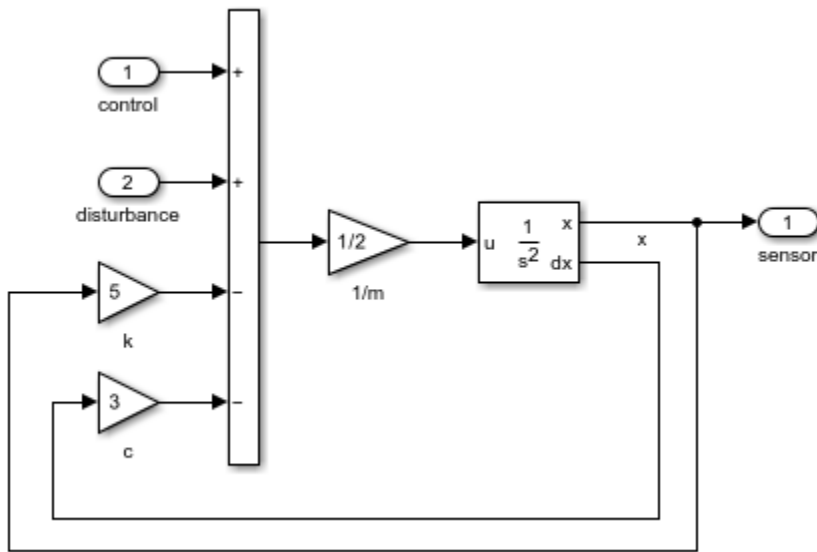 1
+
control
2
+
disturbance
5
−
k
3
−
c
1/2
1/m
u
1
s2
x
dx
x
1
sensor